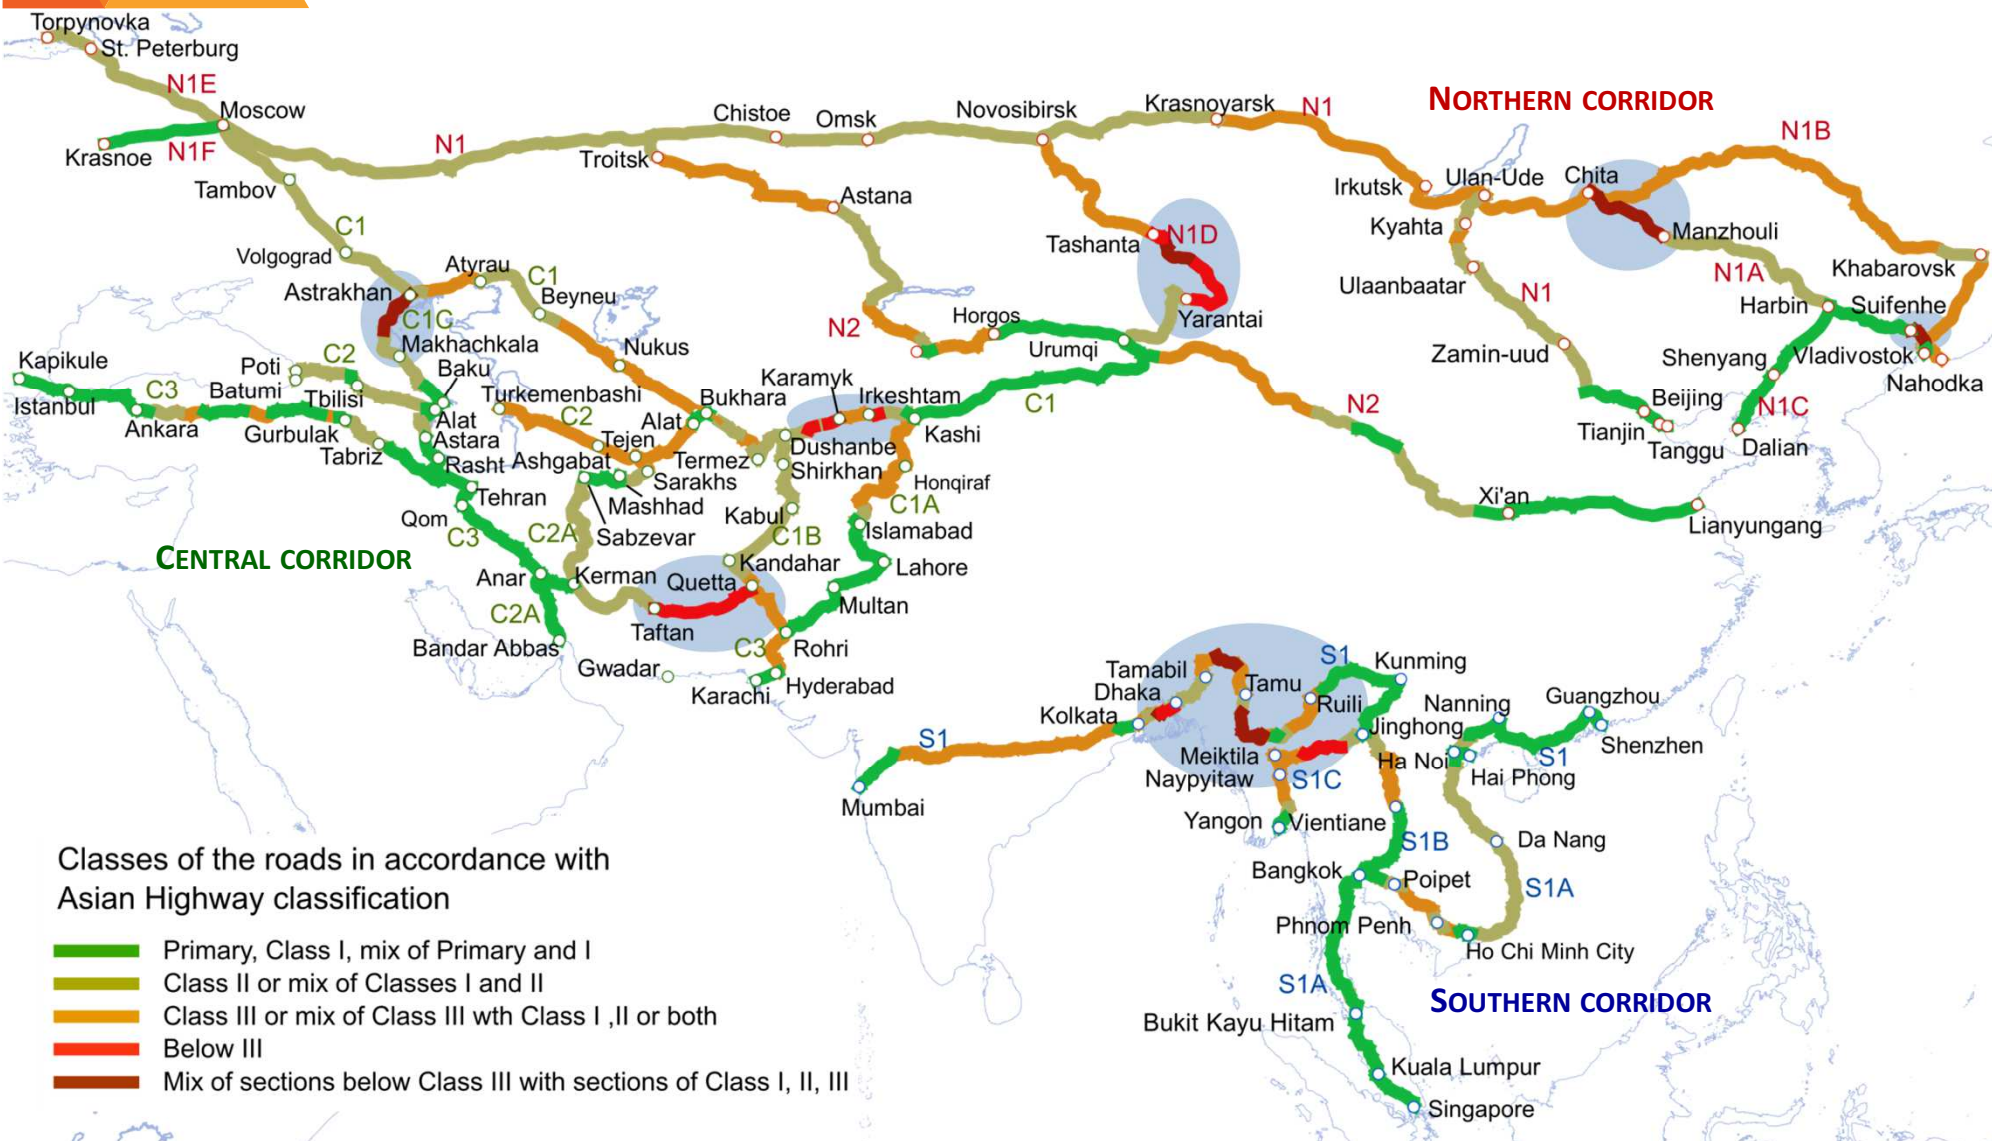 Torpynovka
St. Peterburg
N1E
Moscow
Krasnoe
N1F
N1
Tambov
C1
Volgograd
Astrakhan
Atyrau
C1
Beyneu
C1C
Makhachkala
Nukus
Troitsk
Chistoe
Omsk
Novosibirsk
Krasnoyarsk
N1
NORTHERN CORRIDOR
N1B
Astana
Tashanta
N1D
Yarantai
Irkutsk
Ulan-Ude
Chita
Kyahta
Manzhouli
Ulaanbaatar
N1
N1A
Khabarovsk
Harbin
Suifenhe
Zamin-uud
Shenyang
Vladivostok
Nahodka
Beijing
N1C
Tianjin
Tanggu
Dalian
N2
Horgos
Urumqi
N2
C1
Xi'an
Lianyungang
Kapikule
Istanbul
C3
Ankara
Poti
C2
Batumi
Tbilisi
Gurbulak
Tabriz
Baku
Alat
Astara
Rasht
Tehran
Qom
C3
Turkemenbashi
C2
Alat
Bukhara
Tejen
Ashgabat
Termez
Sarakhs
Mashhad
Sabzevar
C2A
Karamyk
Irkeshtam
Kashi
Dushanbe
Shirkhan
Honqiraf
C1A
Kabul
C1B
Islamabad
Kandahar
Lahore
CENTRAL CORRIDOR
Anar
Kerman
Quetta
C2A
Taftan
Multan
Bandar Abbas
Gwadar
C3
Rohri
Karachi
Hyderabad
Tamabil
Dhaka
Kolkata
Tamu
S1
Kunming
Ruili
Nanning
Guangzhou
Jinghong
Shenzhen
S1
S1
Mumbai
Meiktila
Naypyitaw
S1C
Ha Noi
Hai Phong
Yangon
Vientiane
S1B
Da Nang
Bangkok
Poipet
S1A
Phnom Penh
Ho Chi Minh City
S1A
SOUTHERN CORRIDOR
Bukit Kayu Hitam
Kuala Lumpur
Singapore
Classes of the roads in accordance with
Asian Highway classification
Primary, Class I, mix of Primary and I
Class II or mix of Classes I and II
Class III or mix of Class III wth Class I ,II or both
Below III
Mix of sections below Class III with sections of Class I, II, III